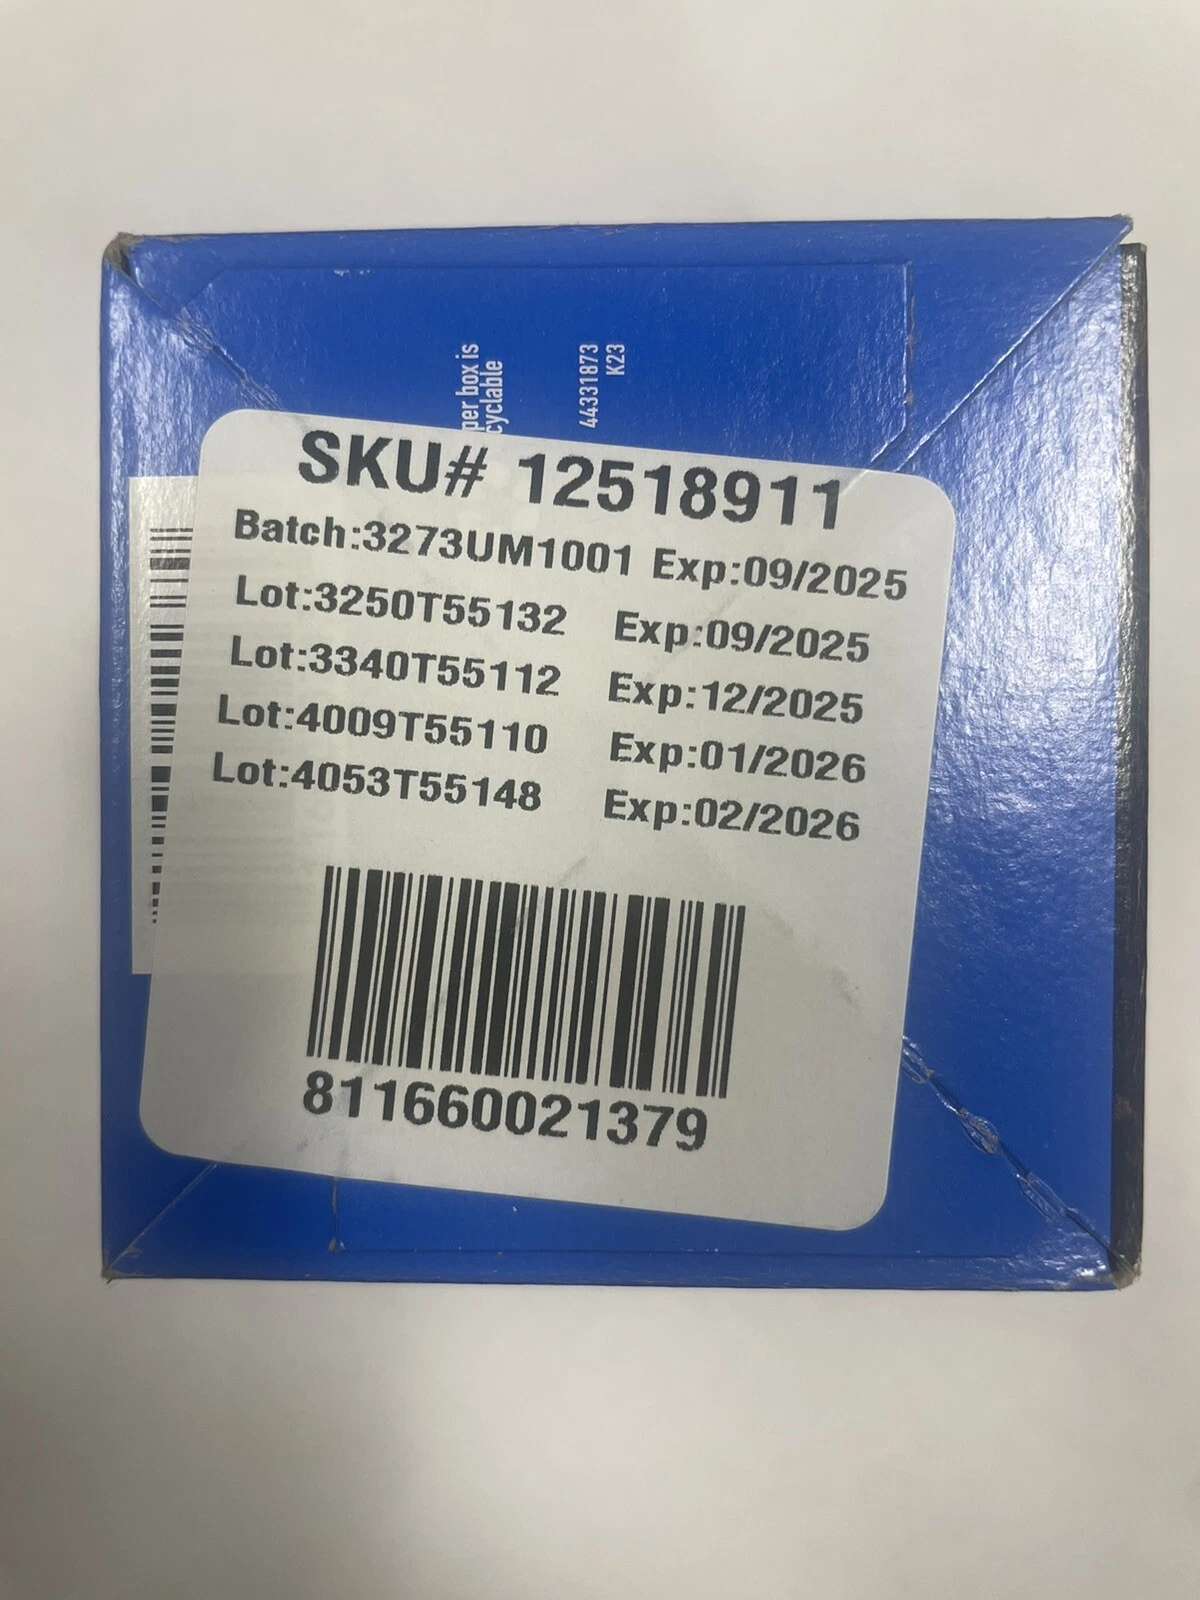 per box is
cyclable
44331873
K23
SKU# 12518911
Batch:3273UM1001 Exp:09/2025
Lot:3250T55132 Exp:09/2025
Lot:3340T55112 Exp:12/2025
Lot:4009T55110 Exp:01/2026
Lot:4053T55148 Exp:02/2026
811660021379